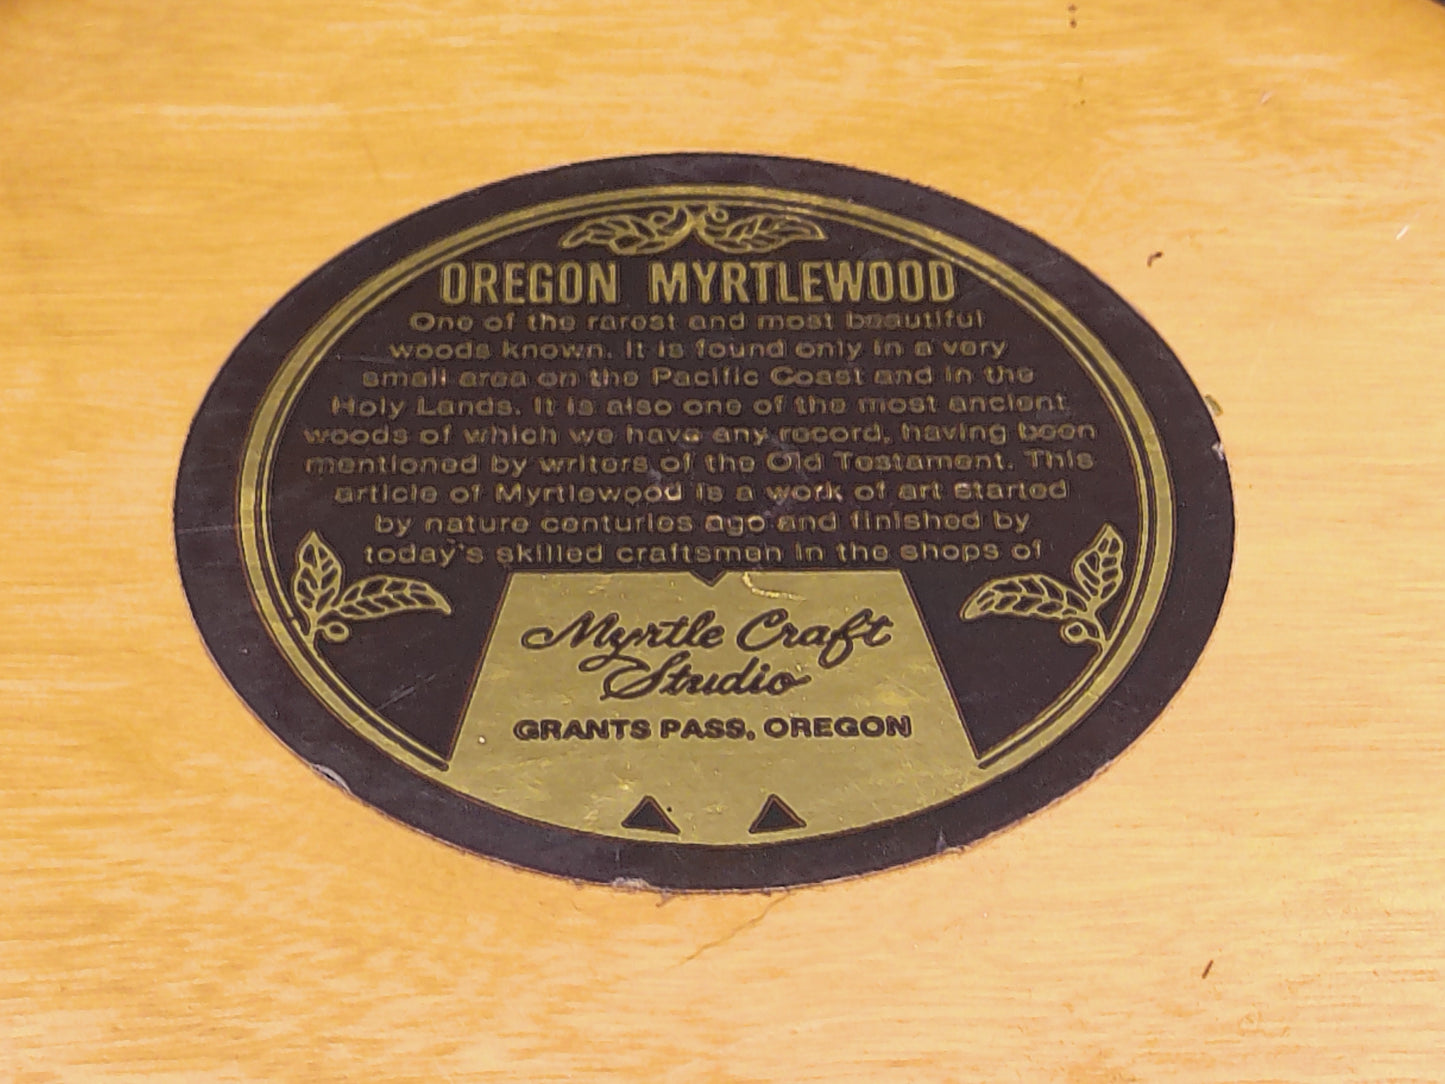 OREGON MYRTLEWOOD
One of the rarest and most beautiful
woods known. It is found only in a very
small area on the Pacific Coast and in the
Holy Lands. It is also one of the most ancient
woods of which we have any record, having been
mentioned by writers of the Old Testament. This
article of Myrtlewood is a work of art started
by nature centuries ago and finished by
today's skilled craftsmen in the shops of
Myrtle Craft
Studio
GRANTS PASS, OREGON